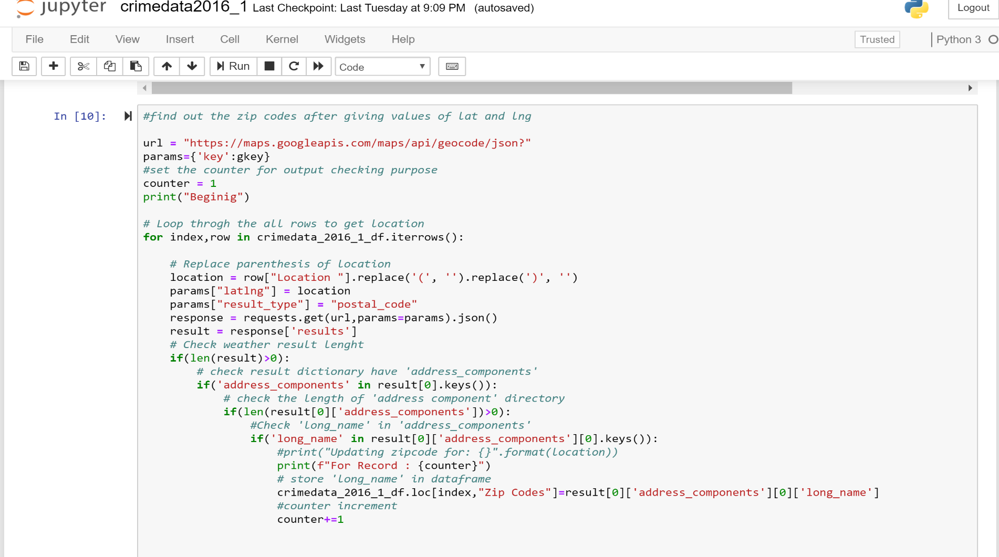 jupyter crimedata2016_1 Last Checkpoint: Last Tuesday at 9:09 PM (autosaved) Logout
File Edit View Insert Cell Kernel Widgets Help Trusted Python 3
Run Code
In [10]:
#find out the zip codes after giving values of lat and lng
url = "https://maps.googleapis.com/maps/api/geocode/json?"
params={'key':gkey}
#set the counter for output checking purpose
counter = 1
print("Beginig")
# Loop throgh the all rows to get location
for index,row in crimedata_2016_1_df.iterrows():
# Replace parenthesis of location
location = row["Location "].replace('(', '').replace(')', '')
params["latlng"] = location
params["result_type"] = "postal_code"
response = requests.get(url,params=params).json()
result = response['results']
# Check weather result lenght
if(len(result)>0):
# check result dictionary have 'address_components'
if('address_components' in result[0].keys()):
# check the length of 'address component' directory
if(len(result[0]['address_components'])>0):
#Check 'long_name' in 'address_components'
if('long_name' in result[0]['address_components'][0].keys()):
#print("Updating zipcode for: {}".format(location))
print(f"For Record : {counter}")
# store 'long_name' in dataframe
crimedata_2016_1_df.loc[index,"Zip Codes"]=result[0]['address_components'][0]['long_name']
#counter increment
counter+=1